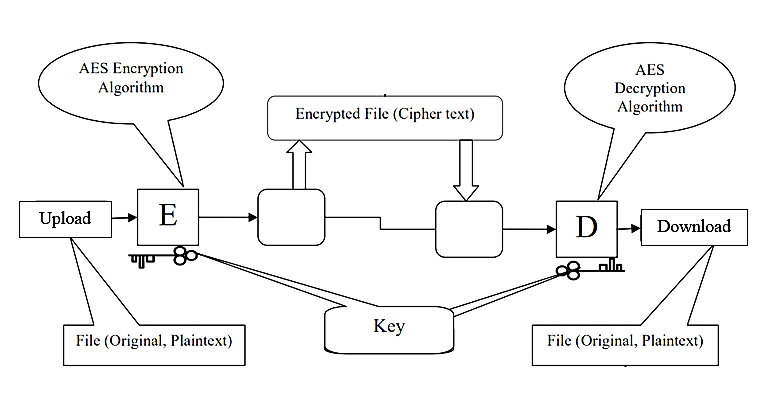 AES Encryption
Algorithm
AES
Decryption
Algorithm
Encrypted File (Cipher text)
Upload
E
D
Download
Key
File (Original, Plaintext)
File (Original, Plaintext)